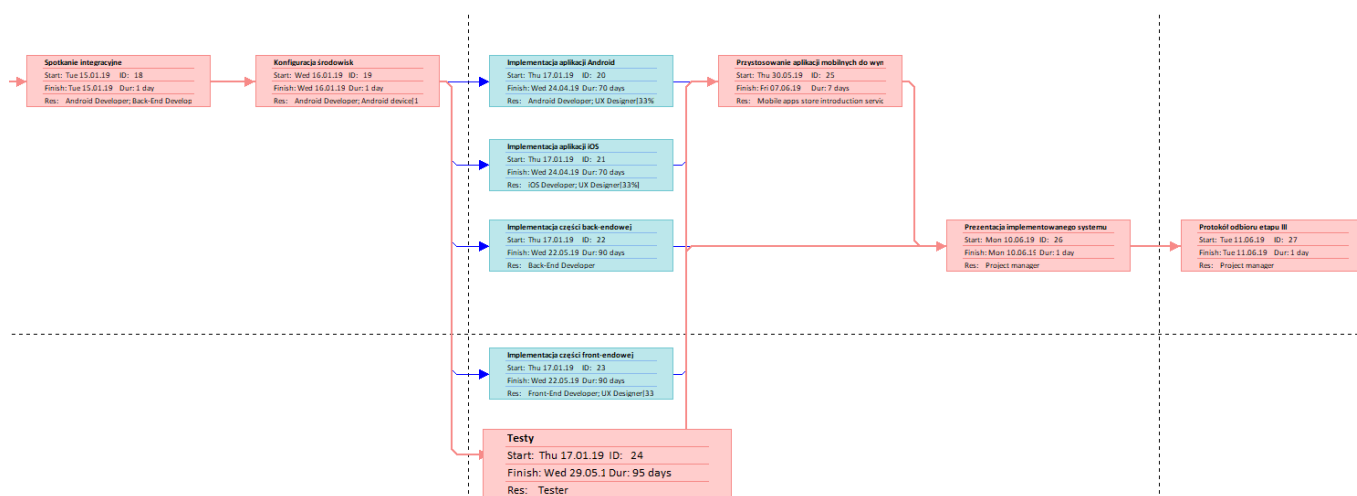 Spotkanie integracyjne
Start: Tue 15.01.19 ID: 18
Finish: Tue 15.01.19 Dur: 1 day
Res: Android Developer; Back-End Develop
Konfiguracja środowisk
Start: Wed 16.01.19 ID: 19
Finish: Wed 16.01.19 Dur: 1 day
Res: Android Developer; Android device[1
Implementacja aplikacji Android
Start: Thu 17.01.19 ID: 20
Finish: Wed 24.04.19 Dur: 70 days
Res: Android Developer; UX Designer[33%
Przystosowanie aplikacji mobilnych do wyn
Start: Thu 30.05.19 ID: 25
Finish: Fri 07.06.19 Dur: 7 days
Res: Mobile apps store introduction servic
Implementacja aplikacji iOS
Start: Thu 17.01.19 ID: 21
Finish: Wed 24.04.19 Dur: 70 days
Res: iOS Developer; UX Designer[33%]
Implementacja części back-endowej
Start: Thu 17.01.19 ID: 22
Finish: Wed 22.05.19 Dur: 90 days
Res: Back-End Developer
Prezentacja implementowanego systemu
Start: Mon 10.06.19 ID: 26
Finish: Mon 10.06.19 Dur: 1 day
Res: Project manager
Protokół odbioru etapu III
Start: Tue 11.06.19 ID: 27
Finish: Tue 11.06.19 Dur: 1 day
Res: Project manager
Implementacja części front-endowej
Start: Thu 17.01.19 ID: 23
Finish: Wed 22.05.19 Dur: 90 days
Res: Front-End Developer; UX Designer[33
Testy
Start: Thu 17.01.19 ID: 24
Finish: Wed 29.05.1 Dur: 95 days
Res: Tester